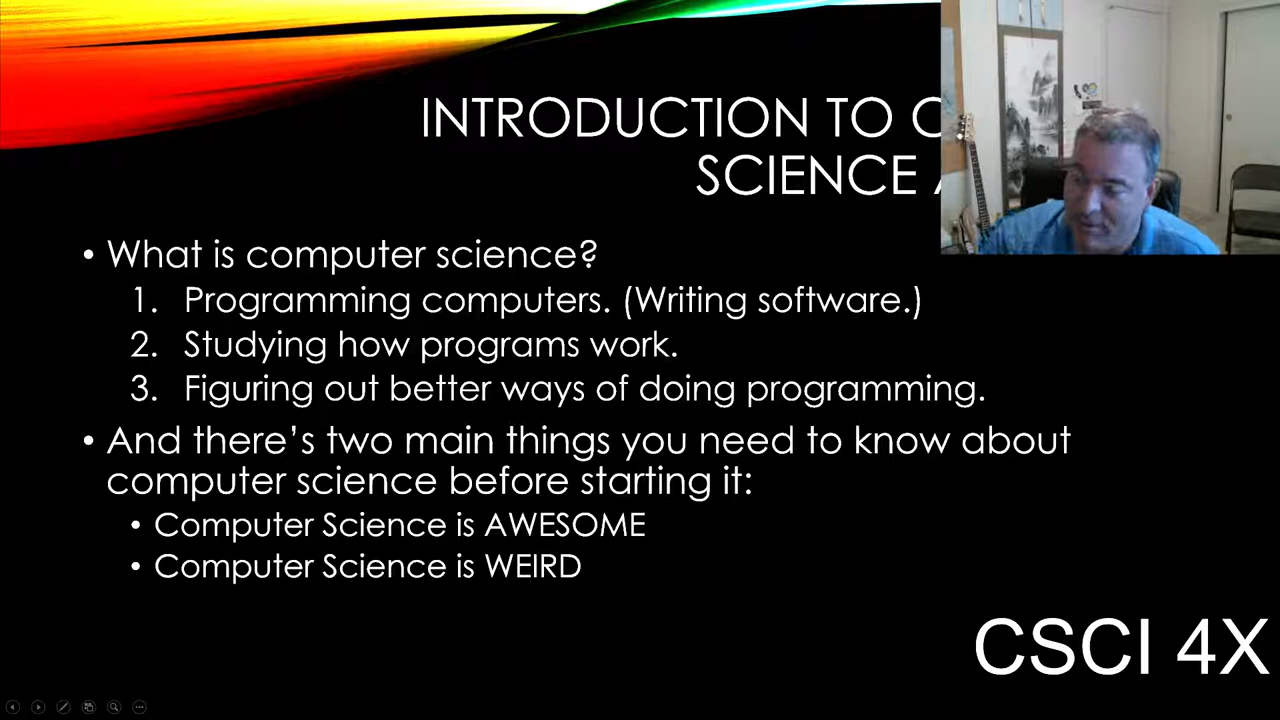 INTRODUCTION TO
SCIENCE
• What is computer science?
1. Programming computers. (Writing software.)
2. Studying how programs work.
3. Figuring out better ways of doing programming.
• And there’s two main things you need to know about
computer science before starting it:
• Computer Science is AWESOME
• Computer Science is WEIRD
CSCI 4X